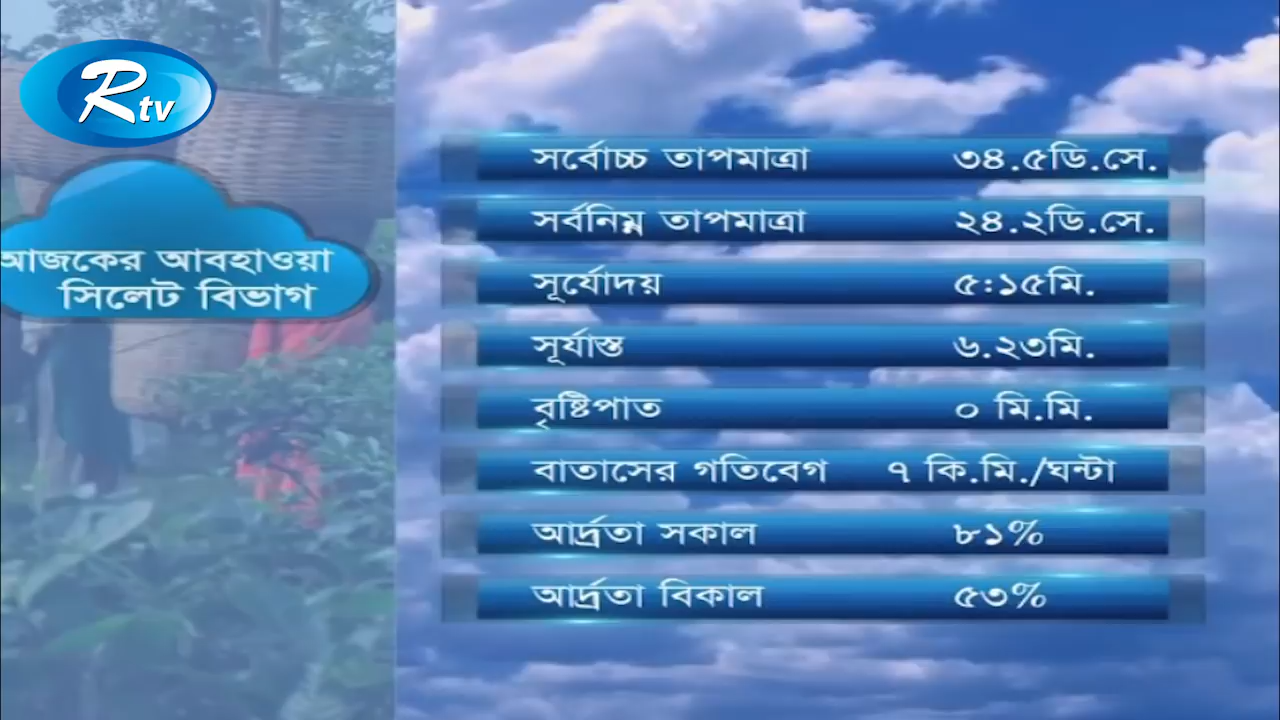 Rtv
আজকের আবহাওয়া
সিলেট বিভাগ
সর্বোচ্চ তাপমাত্রা ৩৪.৫ডি.সে.
সর্বনিম্ন তাপমাত্রা ২৪.২ডি.সে.
সূর্যোদয় ৫:১৫মি.
সূর্যাস্ত ৬.২৩মি.
বৃষ্টিপাত ০ মি.মি.
বাতাসের গতিবেগ ৭ কি.মি./ঘন্টা
আর্দ্রতা সকাল ৮১%
আর্দ্রতা বিকাল ৫৩%